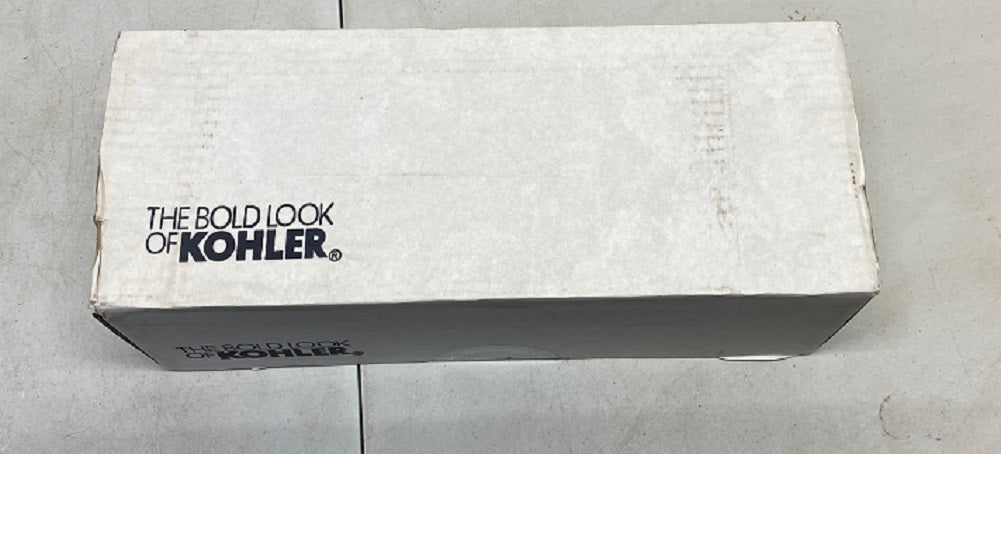 THE BOLD LOOK
OF KOHLER®
THE BOLD LOOK
OF KOHLER®